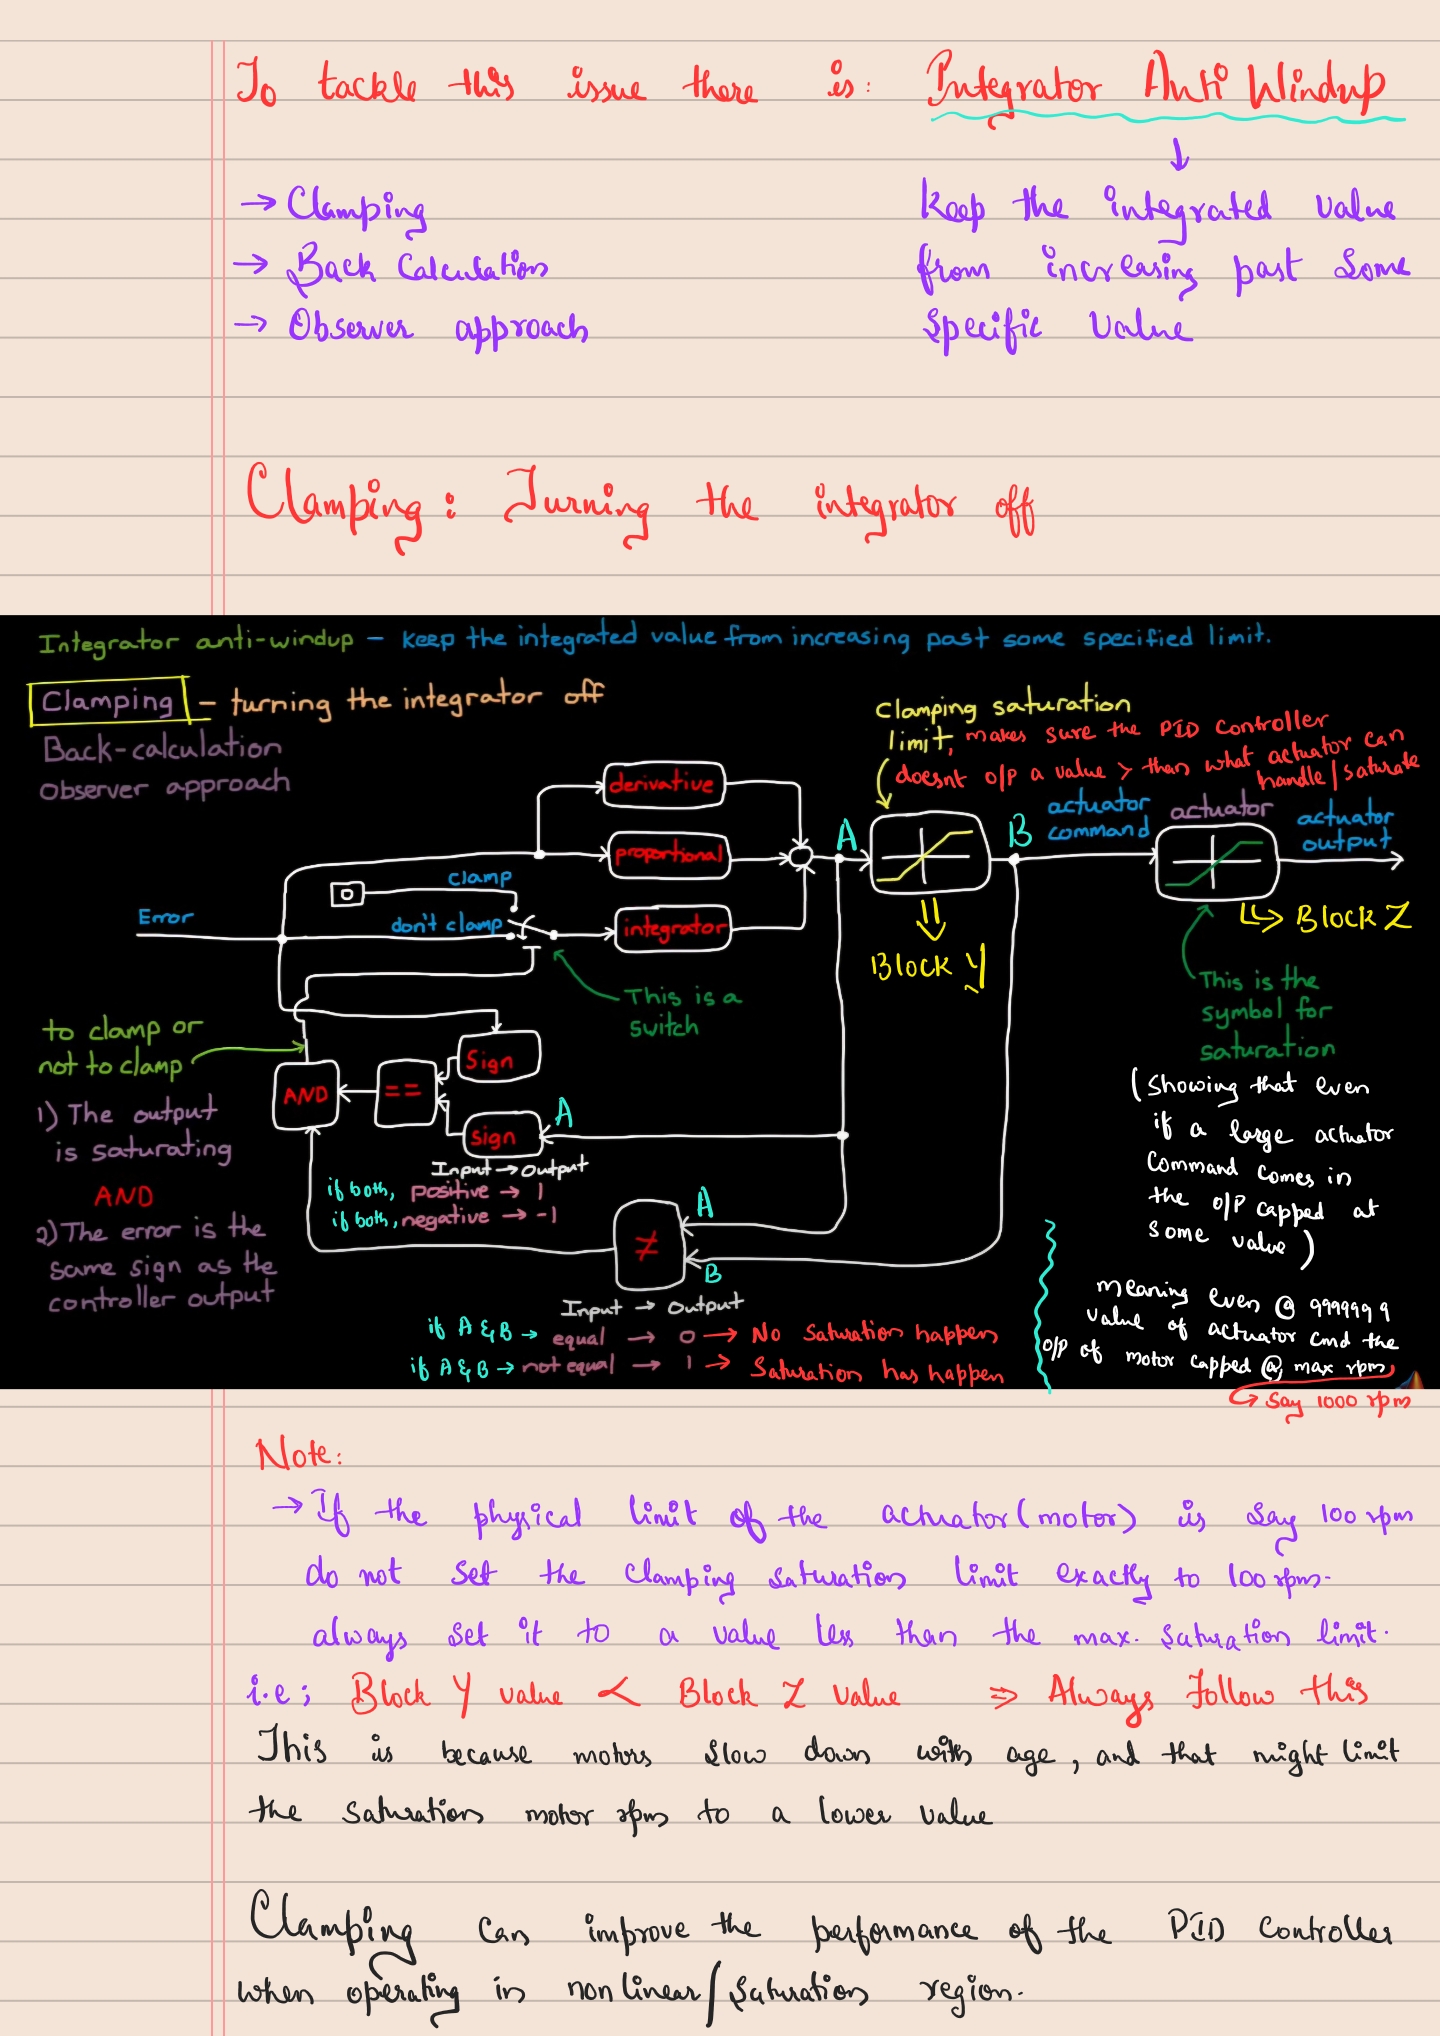 To tackle this issue there is: Integrator Anti Windup
↓
→ Clamping
→ Back Calculation
→ Observer approach
Keep the integrated value
from increasing past some
specific value
Clamping: Turning the integrator off
Integrator anti-windup - keep the integrated value from increasing past some specified limit.
Clamping - turning the integrator off
Back-calculation
Observer approach
Clamping saturation
limit, makes sure the PID Controller
doesnt o/p a value > than what actuator can
handle/saturate
derivative
proportional
integrator
clamp
0
don't clamp
Error
A
B
actuator
command
actuator
actuator
output
Block Y
Block Z
This is a
switch
This is the
symbol for
saturation
(Showing that even
if a large actuator
command comes in
the o/p capped at
some value)
to clamp or
not to clamp
1) The output
is saturating
AND
2) The error is the
same sign as the
controller output
AND
==
Sign
sign
A
Input → Output
if both, positive → 1
if both, negative → -1
≠
A
B
Input → Output
if A & B → equal → 0 → No Saturation happens
if A & B → not equal → 1 → Saturation has happen
meaning even @ 9999999
value of actuator cmd the
o/p of motor capped @ max rpm
↳ Say 1000 rpm
Note:
→ If the physical limit of the actuator (motor) is say 100 rpm
do not set the clamping saturation limit exactly to 100 rpm.
always set it to a value less than the max. saturation limit.
i.e; Block Y value < Block Z value ⇒ Always Follow this
This is because motors slow down with age, and that might limit
the saturation motor rpm to a lower value
Clamping can improve the performance of the PID Controller
when operating in non linear/saturation region.